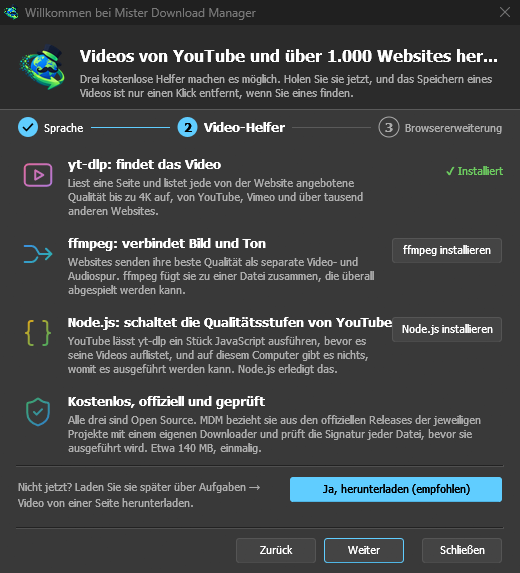 Willkommen bei Mister Download Manager
Videos von YouTube und über 1.000 Websites her...
Drei kostenlose Helfer machen es möglich. Holen Sie sie jetzt, und das Speichern eines
Videos ist nur einen Klick entfernt, wenn Sie eines finden.
Sprache
2 Video-Helfer
3 Browsererweiterung
yt-dlp: findet das Video
✓ Installiert
Liest eine Seite und listet jede von der Website angebotene
Qualität bis zu 4K auf, von YouTube, Vimeo und über tausend
anderen Websites.
ffmpeg: verbindet Bild und Ton
ffmpeg installieren
Websites senden ihre beste Qualität als separate Video- und
Audiospur. ffmpeg fügt sie zu einer Datei zusammen, die überall
abgespielt werden kann.
Node.js: schaltet die Qualitätsstufen von YouTube
Node.js installieren
YouTube lässt yt-dlp ein Stück JavaScript ausführen, bevor es
seine Videos auflistet, und auf diesem Computer gibt es nichts,
womit es ausgeführt werden kann. Node.js erledigt das.
Kostenlos, offiziell und geprüft
Alle drei sind Open Source. MDM bezieht sie aus den offiziellen Releases der jeweiligen
Projekte mit einem eigenen Downloader und prüft die Signatur jeder Datei, bevor sie
ausgeführt wird. Etwa 140 MB, einmalig.
Nicht jetzt? Laden Sie sie später über Aufgaben →
Video von einer Seite herunterladen.
Ja, herunterladen (empfohlen)
Zurück
Weiter
Schließen